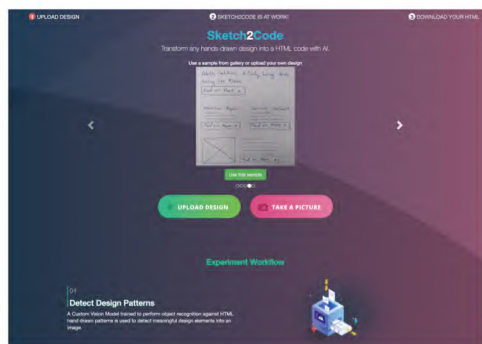 1 UPLOAD DESIGN
2 SKETCH2CODE IS AT WORK!
3 DOWNLOAD YOUR HTML
Sketch2Code
Transform any hands drawn design into a HTML code with AI.
Use a sample from gallery or upload your own design
Use this sample
UPLOAD DESIGN
TAKE A PICTURE
Experiment Workflow
01
Detect Design Patterns
A Custom Vision Model trained to perform object recognition against HTML
hand drawn patterns is used to detect meaningful design elements into an
image.